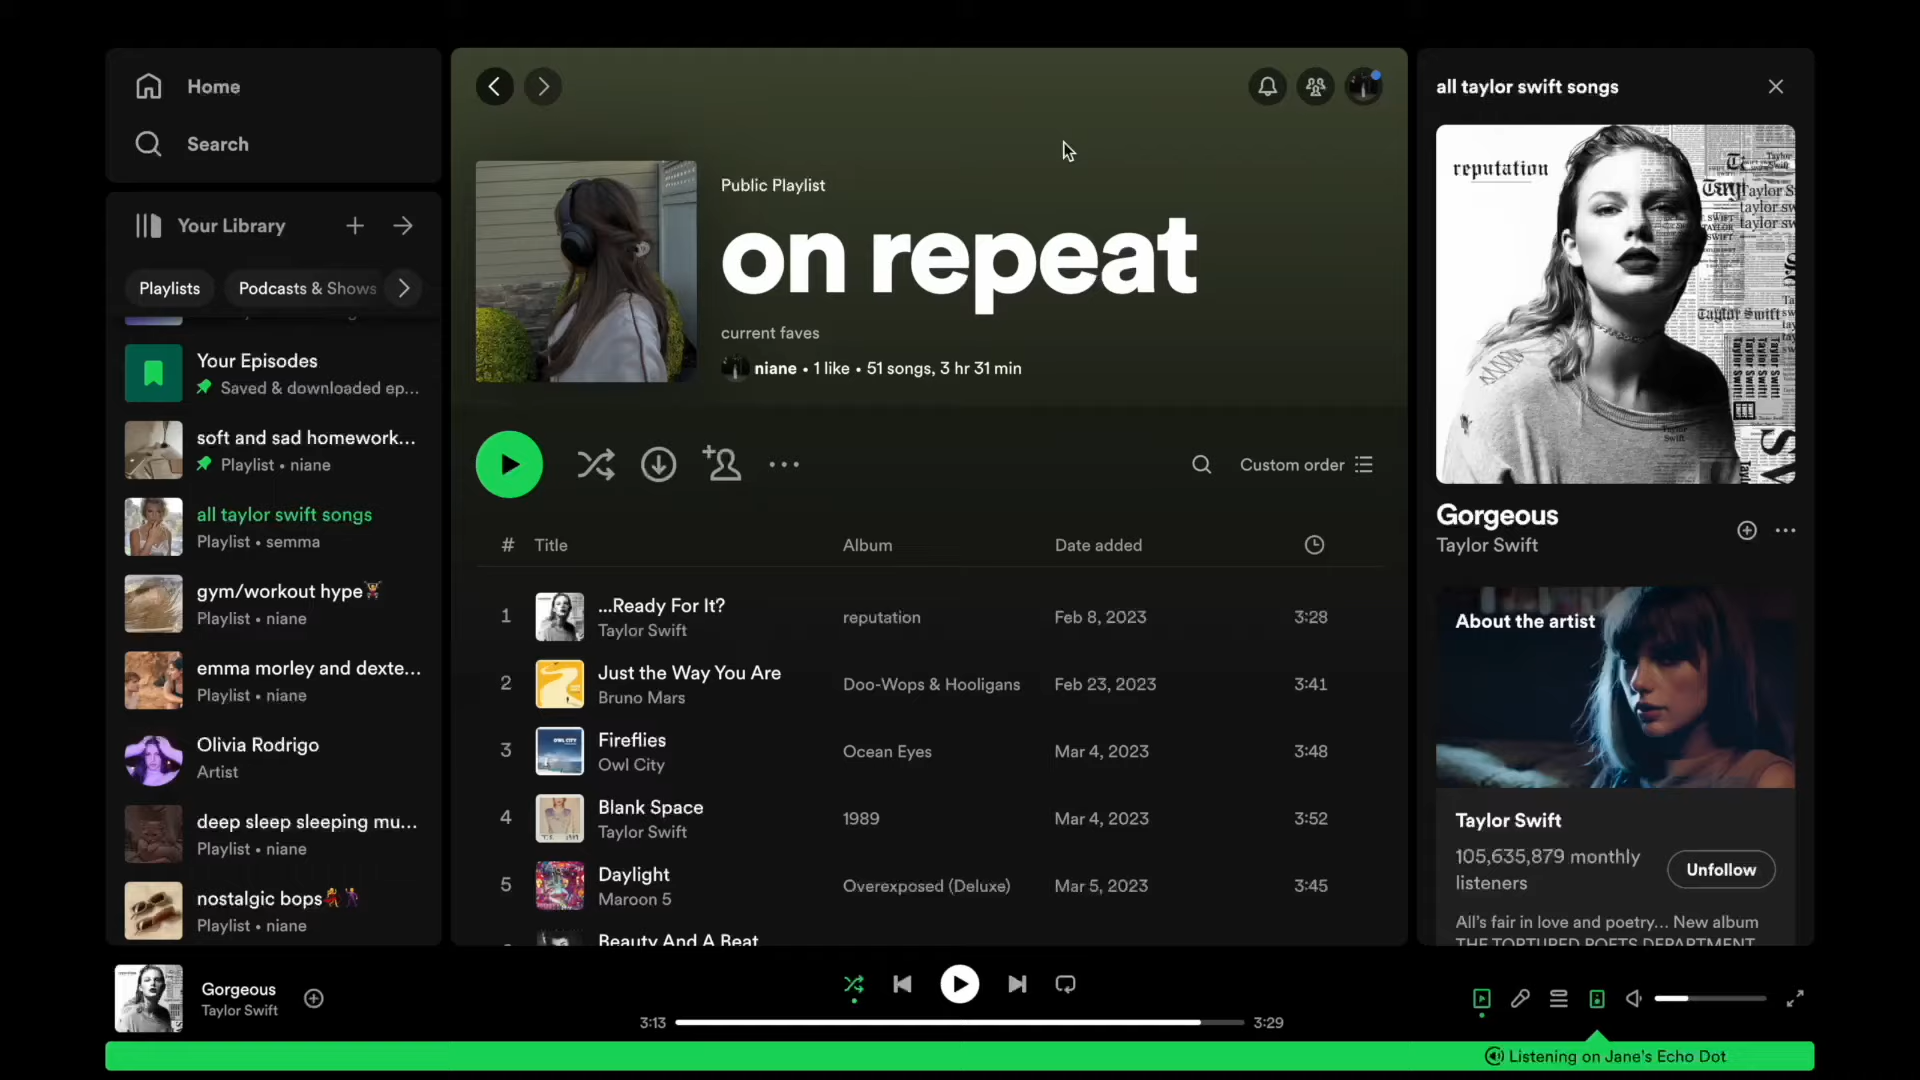 Home
Search
Your Library
Playlists
Podcasts & Shows
Your Episodes
Saved & downloaded ep...
soft and sad homework...
Playlist • niane
all taylor swift songs
Playlist • semma
gym/workout hype
Playlist • niane
emma morley and dexte...
Playlist • niane
Olivia Rodrigo
Artist
deep sleep sleeping mu...
Playlist • niane
nostalgic bops
Playlist • niane
Public Playlist
on repeat
current faves
niane • 1 like • 51 songs, 3 hr 31 min
Custom order
# Title Album Date added
1 ...Ready For It? reputation Feb 8, 2023 3:28
Taylor Swift
2 Just the Way You Are Doo-Wops & Hooligans Feb 23, 2023 3:41
Bruno Mars
3 Fireflies Ocean Eyes Mar 4, 2023 3:48
Owl City
4 Blank Space 1989 Mar 4, 2023 3:52
Taylor Swift
5 Daylight Overexposed (Deluxe) Mar 5, 2023 3:45
Maroon 5
Beauty And A Beat
all taylor swift songs
reputation
Gorgeous
Taylor Swift
About the artist
Taylor Swift
105,635,879 monthly
listeners
Unfollow
All's fair in love and poetry... New album
THE TORTURED POETS DEPARTMENT
Gorgeous
Taylor Swift
3:13
3:29
Listening on Jane's Echo Dot